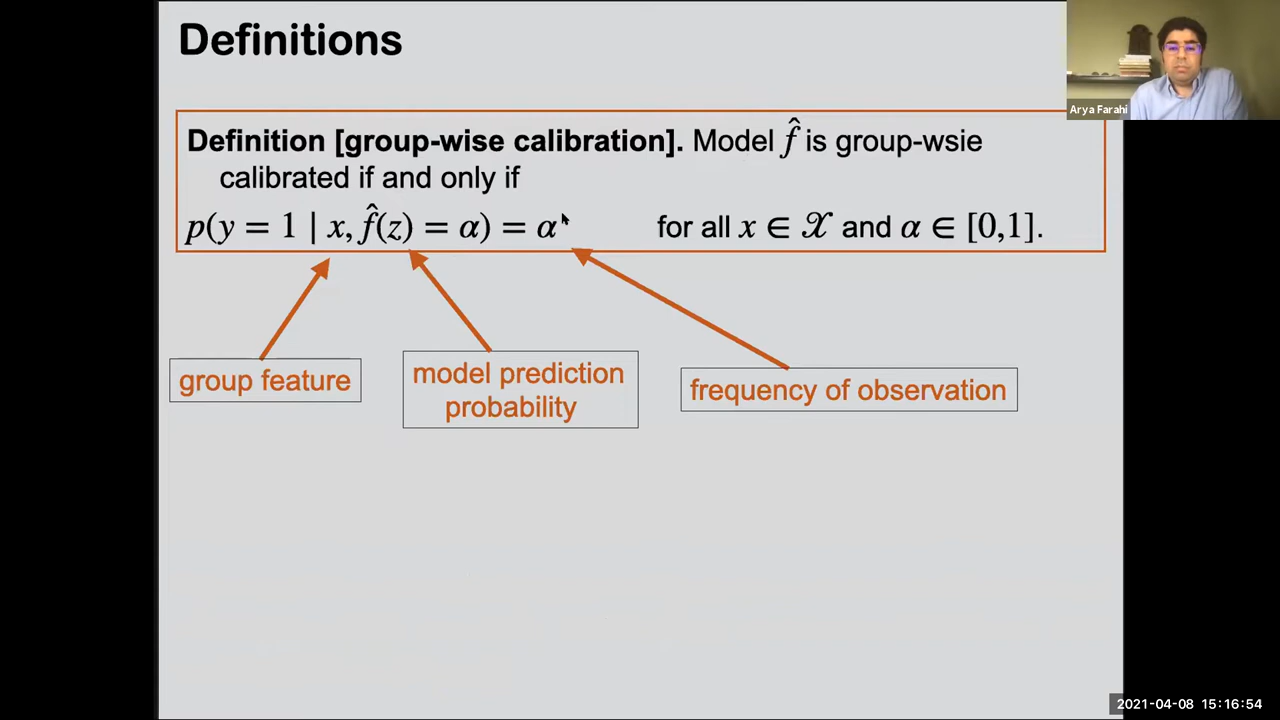 Definitions
Arya Farahi
Definition [group-wise calibration]. Model f̂ is group-wsie
calibrated if and only if
p(y = 1 | x, f̂(z) = α) = α for all x ∈ 𝒳 and α ∈ [0,1].
group feature
model prediction
probability
frequency of observation
2021-04-08 15:16:54